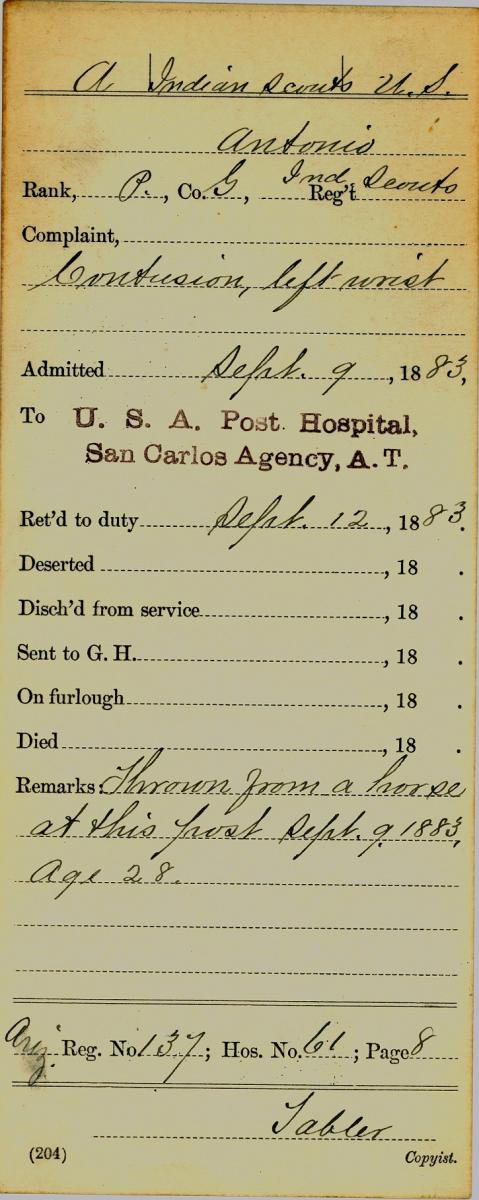 A | Indian Scouts U.S.
Antonio
Rank, P., Co. G, Ind. Scouts Reg't
Complaint,
Contusion, left wrist
Admitted Sept. 9, 1883,
To U. S. A. Post Hospital,
San Carlos Agency, A. T.
Ret'd to duty Sept. 12, 1883.
Deserted , 18 .
Disch'd from service , 18 .
Sent to G. H. , 18 .
On furlough , 18 .
Died , 18 .
Remarks: Thrown from a horse
at this post Sept. 9, 1883,
Age 28.
Ariz. Reg. No. 137; Hos. No. 61; Page 8
Tabler
(204) Copyist.